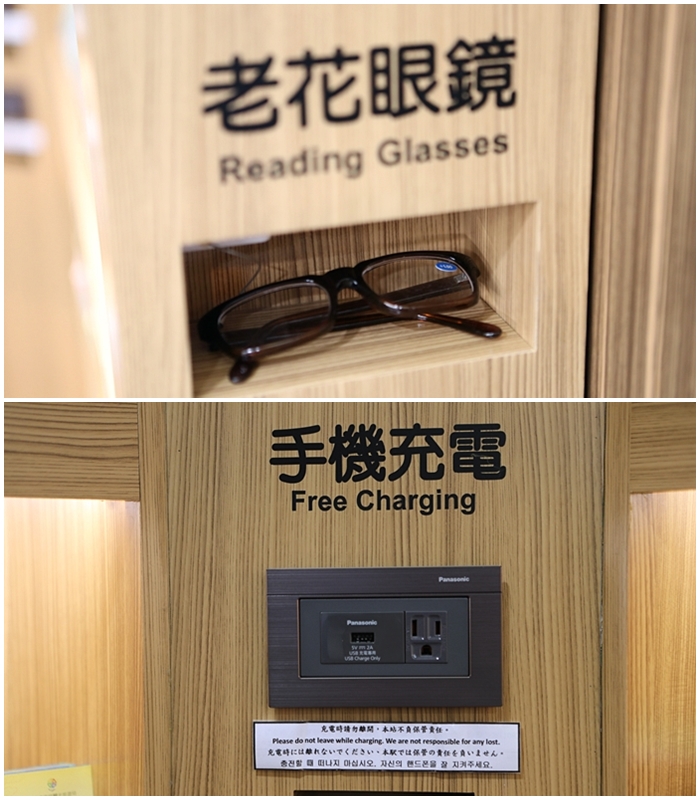 老花眼鏡
Reading Glasses
手機充電
Free Charging
Panasonic
Panasonic
5V ⎓ 2A
USB 充電專用
USB Charge Only
充電時請勿離開，本站不負保管責任。
Please do not leave while charging. We are not responsible for any lost.
充電時には離れないでください，本駅では保管の責任を負いません。
충전할 때 떠나지 마십시오. 자신의 핸드폰을 잘 지켜주세요.